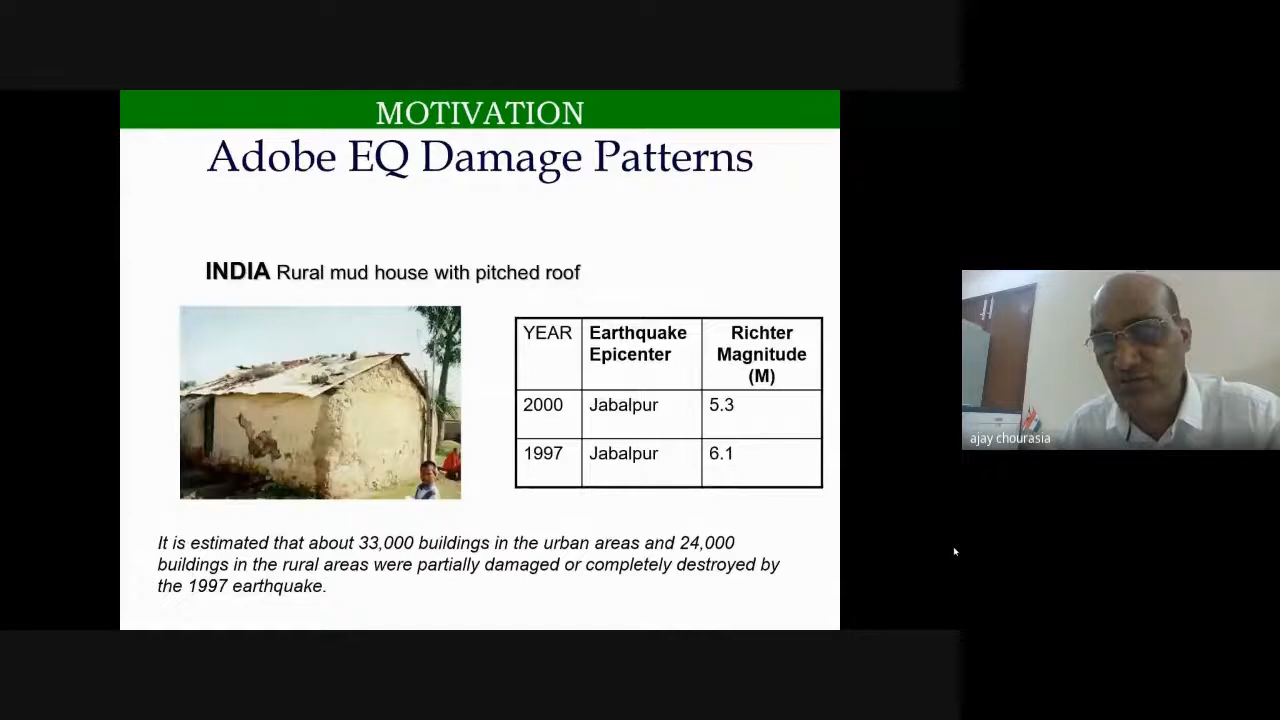 MOTIVATION
Adobe EQ Damage Patterns
INDIA Rural mud house with pitched roof
YEAR Earthquake Epicenter Richter Magnitude (M)
2000 Jabalpur 5.3
1997 Jabalpur 6.1
It is estimated that about 33,000 buildings in the urban areas and 24,000
buildings in the rural areas were partially damaged or completely destroyed by
the 1997 earthquake.
ajay chourasia